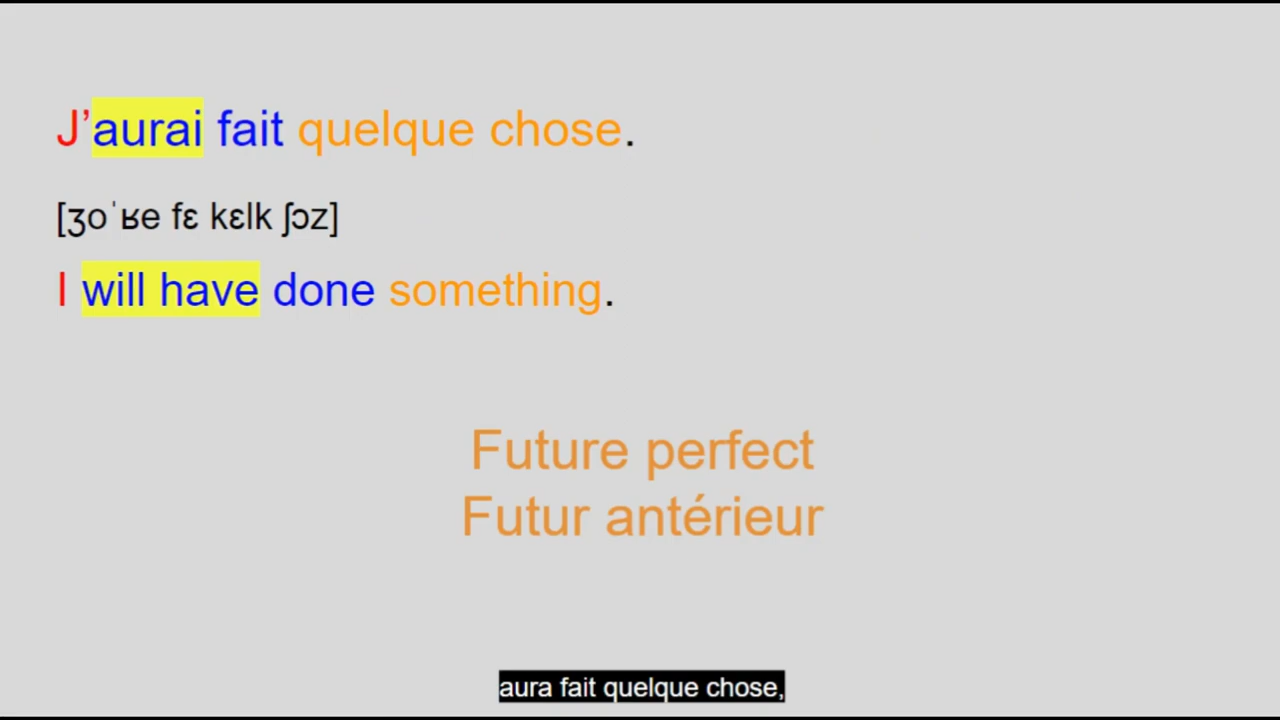 J’aurai fait quelque chose.
[ʒoˈʁe fɛ kɛlk ʃɔz]
I will have done something.
Future perfect
Futur antérieur
aura fait quelque chose,